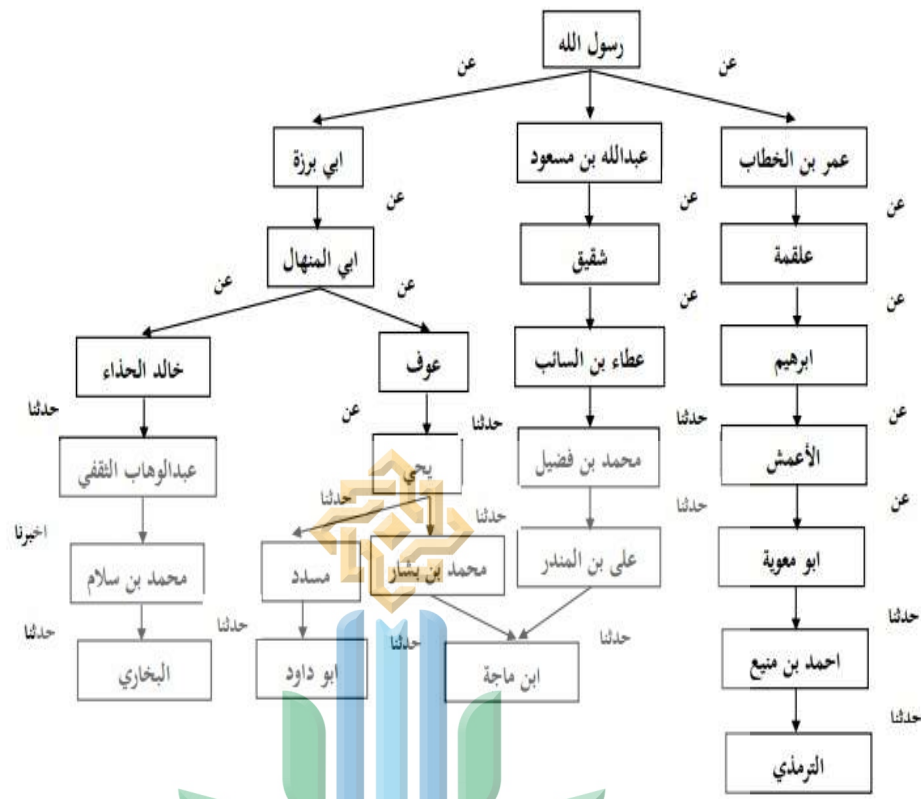 رسول الله
عن
عن
عمر بن الخطاب
عبدالله بن مسعود
ابي برزة
عن
عن
عن
علقمة
شقيق
ابي المنهال
عن
عن
عن
عن
ابرهيم
عطاء بن السائب
عوف
خالد الحذاء
عن
حدثنا
حدثنا
عن
حدثنا
الأعمش
محمد بن فضيل
يحي
عبدالوهاب الثقفي
عن
حدثنا
حدثنا
حدثنا
اخبرنا
ابو معوية
على بن المندر
محمد بن بشار
مسدد
محمد بن سلام
حدثنا
حدثنا
حدثنا
حدثنا
حدثنا
احمد بن منيع
ابن ماجة
ابو داود
البخاري
حدثنا
الترمذي